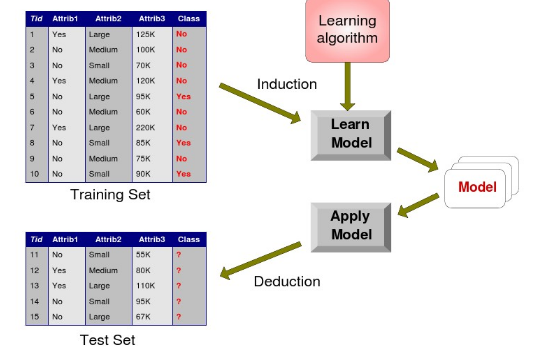 Tid Attrib1 Attrib2 Attrib3 Class
1 Yes Large 125K No
2 No Medium 100K No
3 No Small 70K No
4 Yes Medium 120K No
5 No Large 95K Yes
6 No Medium 60K No
7 Yes Large 220K No
8 No Small 85K Yes
9 No Medium 75K No
10 No Small 90K Yes
Training Set
Learning
algorithm
Induction
Learn
Model
Model
Apply
Model
Deduction
Tid Attrib1 Attrib2 Attrib3 Class
11 No Small 55K ?
12 Yes Medium 80K ?
13 Yes Large 110K ?
14 No Small 95K ?
15 No Large 67K ?
Test Set